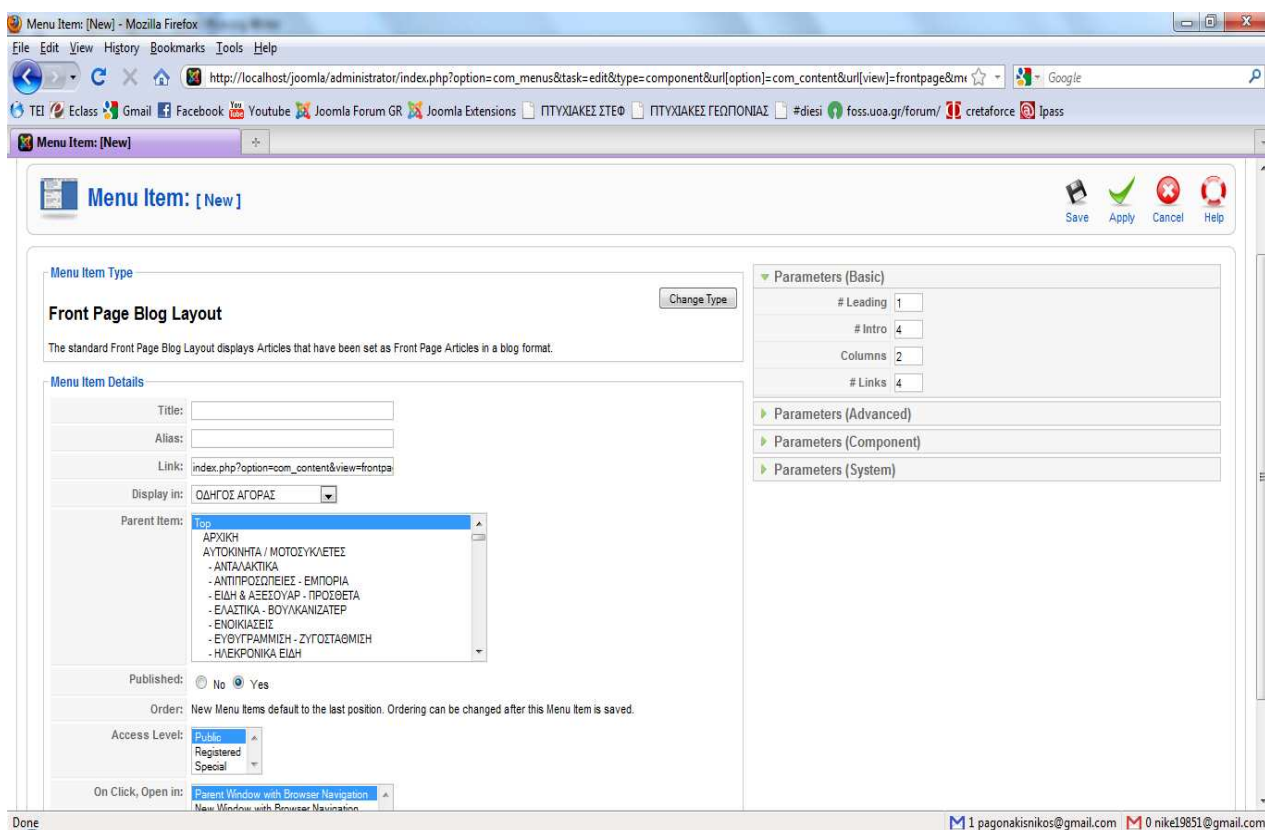 Menu Item: [New] - Mozilla Firefox
File Edit View History Bookmarks Tools Help
http://localhost/joomla/administrator/index.php?option=com_menus&task=edit&type=component&url[option]=com_content&url[view]=frontpage&me
Google
TEI Eclass Gmail Facebook Youtube Joomla Forum GR Joomla Extensions ΠΤΥΧΙΑΚΕΣ ΣΤΕΦ ΠΤΥΧΙΑΚΕΣ ΓΕΩΠΟΝΙΑΣ #diesi foss.uoa.gr/forum/ cretaforce Ipass
Menu Item: [New]
Menu Item: [ New ]
Save Apply Cancel Help
Menu Item Type
Change Type
Front Page Blog Layout
The standard Front Page Blog Layout displays Articles that have been set as Front Page Articles in a blog format.
Menu Item Details
Title:
Alias:
Link: index.php?option=com_content&view=frontpa
Display in: ΟΔΗΓΟΣ ΑΓΟΡΑΣ
Parent Item: Top
ΑΡΧΙΚΗ
ΑΥΤΟΚΙΝΗΤΑ / ΜΟΤΟΣΥΚΛΕΤΕΣ
- ΑΝΤΑΛΑΚΤΙΚΑ
- ΑΝΤΙΠΡΟΣΩΠΕΙΕΣ - ΕΜΠΟΡΙΑ
- ΕΙΔΗ & ΑΞΕΣΟΥΑΡ - ΠΡΟΣΘΕΤΑ
- ΕΛΑΣΤΙΚΑ - ΒΟΥΛΚΑΝΙΖΑΤΕΡ
- ΕΝΟΙΚΙΑΣΕΙΣ
- ΕΥΘΥΓΡΑΜΜΙΣΗ - ΖΥΓΟΣΤΑΘΜΙΣΗ
- ΗΛΕΚΡΟΝΙΚΑ ΕΙΔΗ
Published: No Yes
Order: New Menu Items default to the last position. Ordering can be changed after this Menu Item is saved.
Access Level: Public
Registered
Special
On Click, Open in: Parent Window with Browser Navigation
New Window with Browser Navigation
Parameters (Basic)
# Leading 1
# Intro 4
Columns 2
# Links 4
Parameters (Advanced)
Parameters (Component)
Parameters (System)
Done
1 pagonakisnikos@gmail.com 0 nike19851@gmail.com